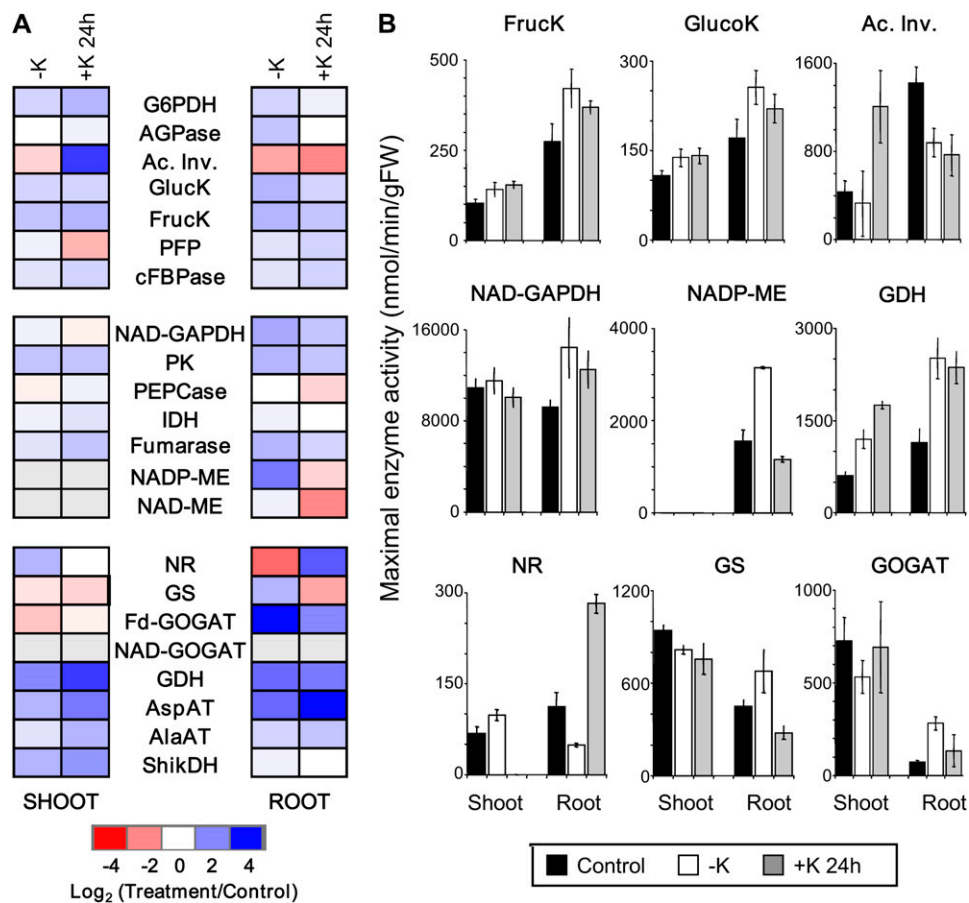 A
-K
+K 24h
-K
+K 24h
G6PDH
AGPase
Ac. Inv.
GlucK
FrucK
PFP
cFBPase
NAD-GAPDH
PK
PEPCase
IDH
Fumarase
NADP-ME
NAD-ME
NR
GS
Fd-GOGAT
NAD-GOGAT
GDH
AspAT
AlaAT
ShikDH
SHOOT
ROOT
-4 -2 0 2 4
Log2 (Treatment/Control)
B
Maximal enzyme activity (nmol/min/gFW)
FrucK
500
250
0
GlucoK
300
150
0
Ac. Inv.
1600
800
0
NAD-GAPDH
16000
8000
0
NADP-ME
4000
2000
0
GDH
3000
1500
0
NR
300
150
0
Shoot Root
GS
1200
600
0
Shoot Root
GOGAT
1000
500
0
Shoot Root
Control -K +K 24h